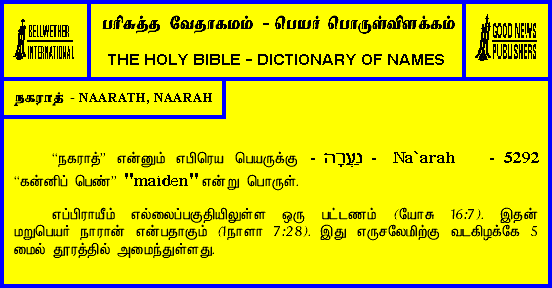 BELLWETHER
INTERNATIONAL
பரிசுத்த வேதாகமம் - பெயர் பொருள்விளக்கம்
THE HOLY BIBLE - DICTIONARY OF NAMES
GOOD NEWS
PUBLISHERS
நகராத் - NAARATH, NAARAH
“நகராத்” என்னும் எபிரெய பெயருக்கு - נַעֲרָה - Na`arah - 5292
“கன்னிப் பெண்” "maiden" என்று பொருள்.
எப்பிராயீம் எல்லைப்பகுதியிலுள்ள ஒரு பட்டணம் (யோசு 16:7). இதன்
மறுபெயர் நாரான் என்பதாகும் (1நாளா 7:28). இது எருசலேமிற்கு வடகிழக்கே 5
மைல் தூரத்தில் அமைந்துள்ளது.